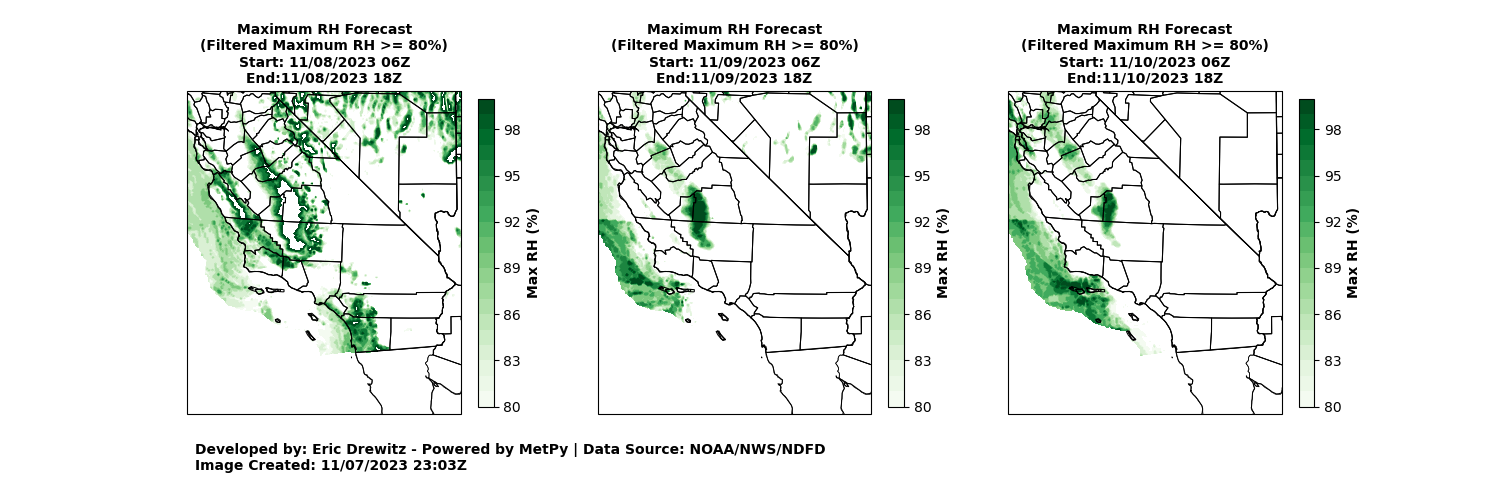 Maximum RH Forecast
(Filtered Maximum RH >= 80%)
Start: 11/08/2023 06Z
End:11/08/2023 18Z
98
95
92
89
86
83
80
Max RH (%)
Maximum RH Forecast
(Filtered Maximum RH >= 80%)
Start: 11/09/2023 06Z
End:11/09/2023 18Z
98
95
92
89
86
83
80
Max RH (%)
Maximum RH Forecast
(Filtered Maximum RH >= 80%)
Start: 11/10/2023 06Z
End:11/10/2023 18Z
98
95
92
89
86
83
80
Max RH (%)
Developed by: Eric Drewitz - Powered by MetPy | Data Source: NOAA/NWS/NDFD
Image Created: 11/07/2023 23:03Z